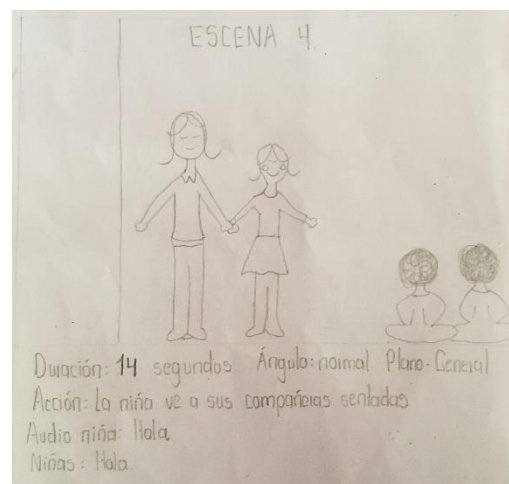 ESCENA 4.
Duración: 14 segundos Ángulo: normal Plano-General
Acción: La niña ve a sus compañeras sentadas
Audio niña: Hola
Niñas: Hola.